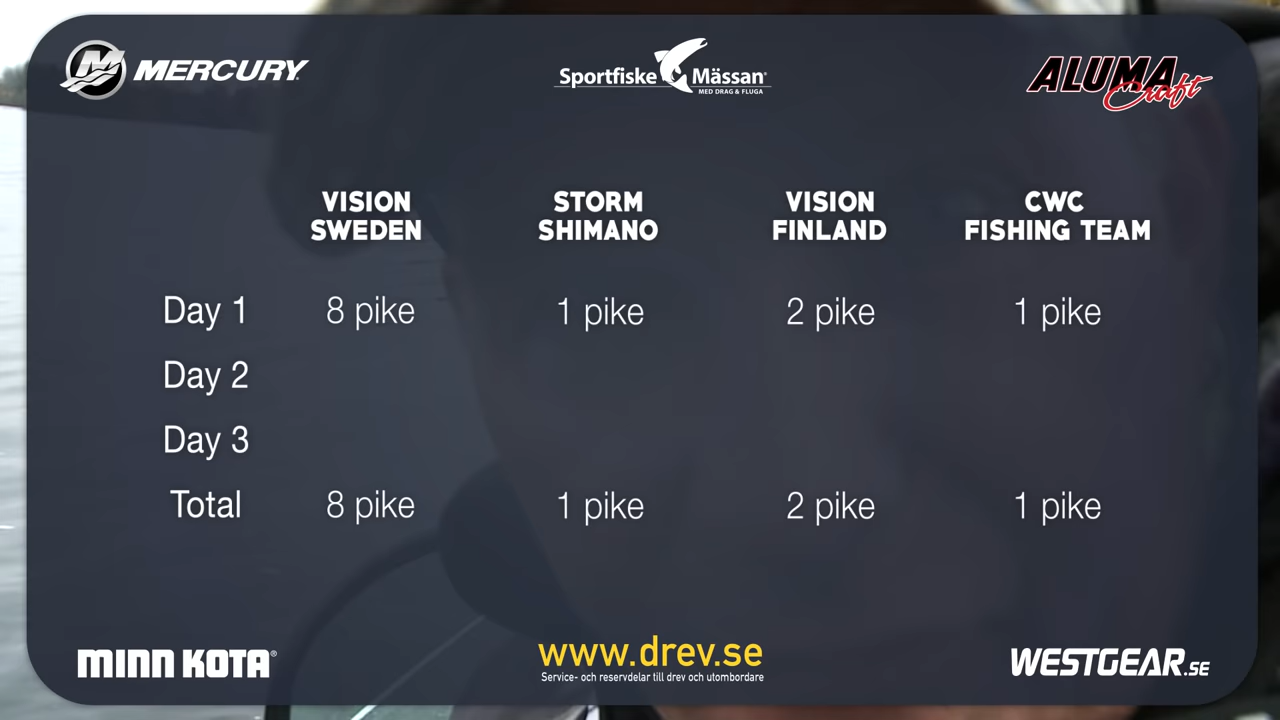 MERCURY
Sportfiske Mässan®
MED DRAG & FLUGA
ALUMA
Craft
VISION SWEDEN
STORM SHIMANO
VISION FINLAND
CWC FISHING TEAM
Day 1 8 pike 1 pike 2 pike 1 pike
Day 2
Day 3
Total 8 pike 1 pike 2 pike 1 pike
MINN KOTA®
www.drev.se
Service- och reservdelar till drev och utombordare
WESTGEAR.SE